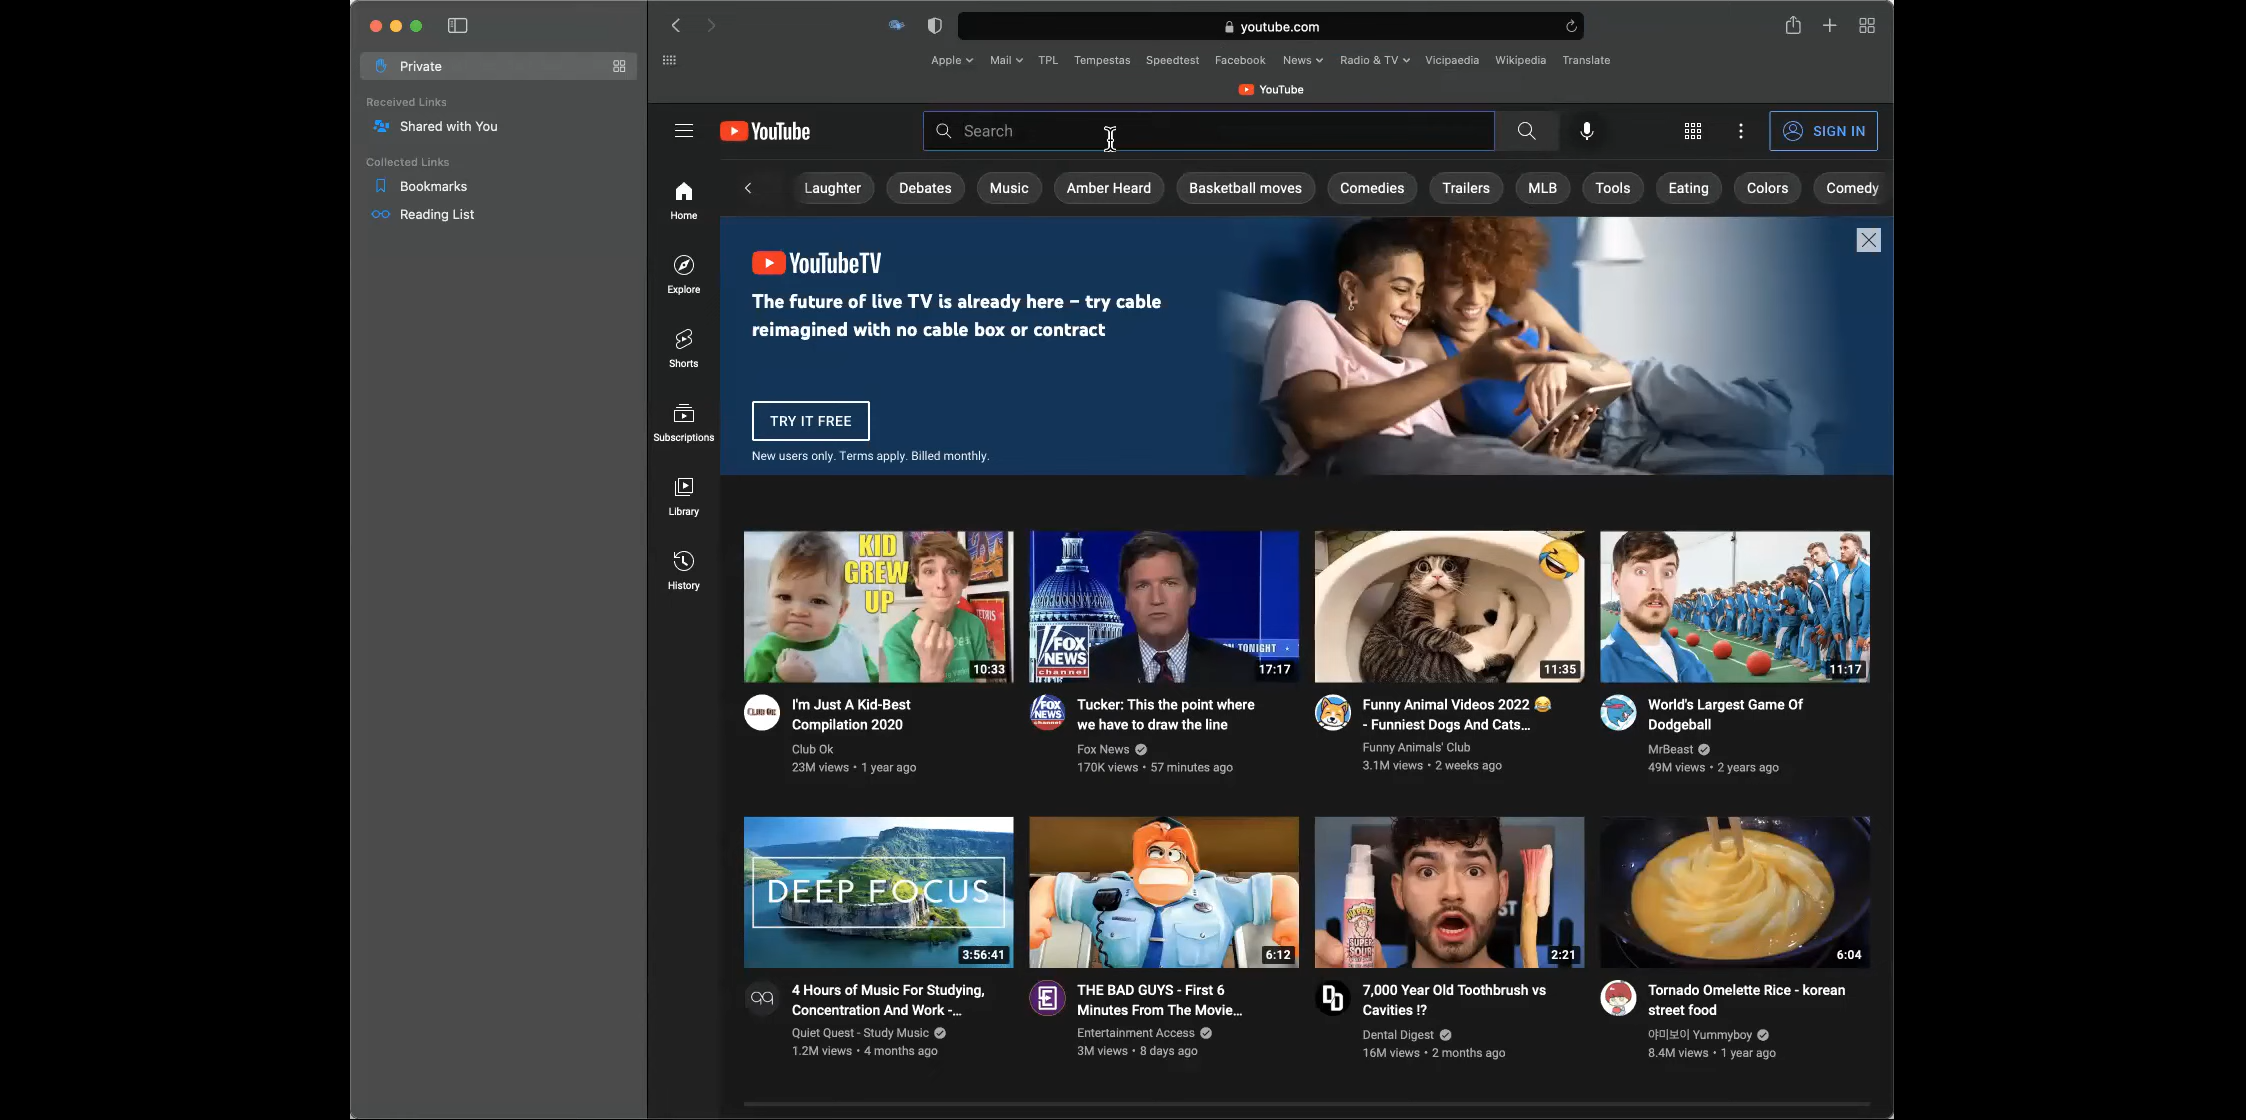 Private
Received Links
Shared with You
Collected Links
Bookmarks
Reading List
youtube.com
Apple Mail TPL Tempestas Speedtest Facebook News Radio & TV Vicipaedia Wikipedia Translate
YouTube
YouTube
Search
SIGN IN
Home
Explore
Shorts
Subscriptions
Library
History
Laughter Debates Music Amber Heard Basketball moves Comedies Trailers MLB Tools Eating Colors Comedy
YouTubeTV
The future of live TV is already here – try cable
reimagined with no cable box or contract
TRY IT FREE
New users only. Terms apply. Billed monthly.
KID
GREW
UP
10:33
I'm Just A Kid-Best
Compilation 2020
Club Ok
23M views • 1 year ago
FOX
NEWS
channel
TONIGHT
17:17
FOX
NEWS
Tucker: This the point where
we have to draw the line
Fox News
170K views • 57 minutes ago
11:35
Funny Animal Videos 2022 😂
- Funniest Dogs And Cats...
Funny Animals' Club
3.1M views • 2 weeks ago
11:17
World's Largest Game Of
Dodgeball
MrBeast
49M views • 2 years ago
DEEP FOCUS
3:56:41
4 Hours of Music For Studying,
Concentration And Work -...
Quiet Quest - Study Music
1.2M views • 4 months ago
6:12
THE BAD GUYS - First 6
Minutes From The Movie...
Entertainment Access
3M views • 8 days ago
SUPER
SOUR
ST
2:21
7,000 Year Old Toothbrush vs
Cavities !?
Dental Digest
16M views • 2 months ago
6:04
Tornado Omelette Rice - korean
street food
야미보이 Yummyboy
8.4M views • 1 year ago